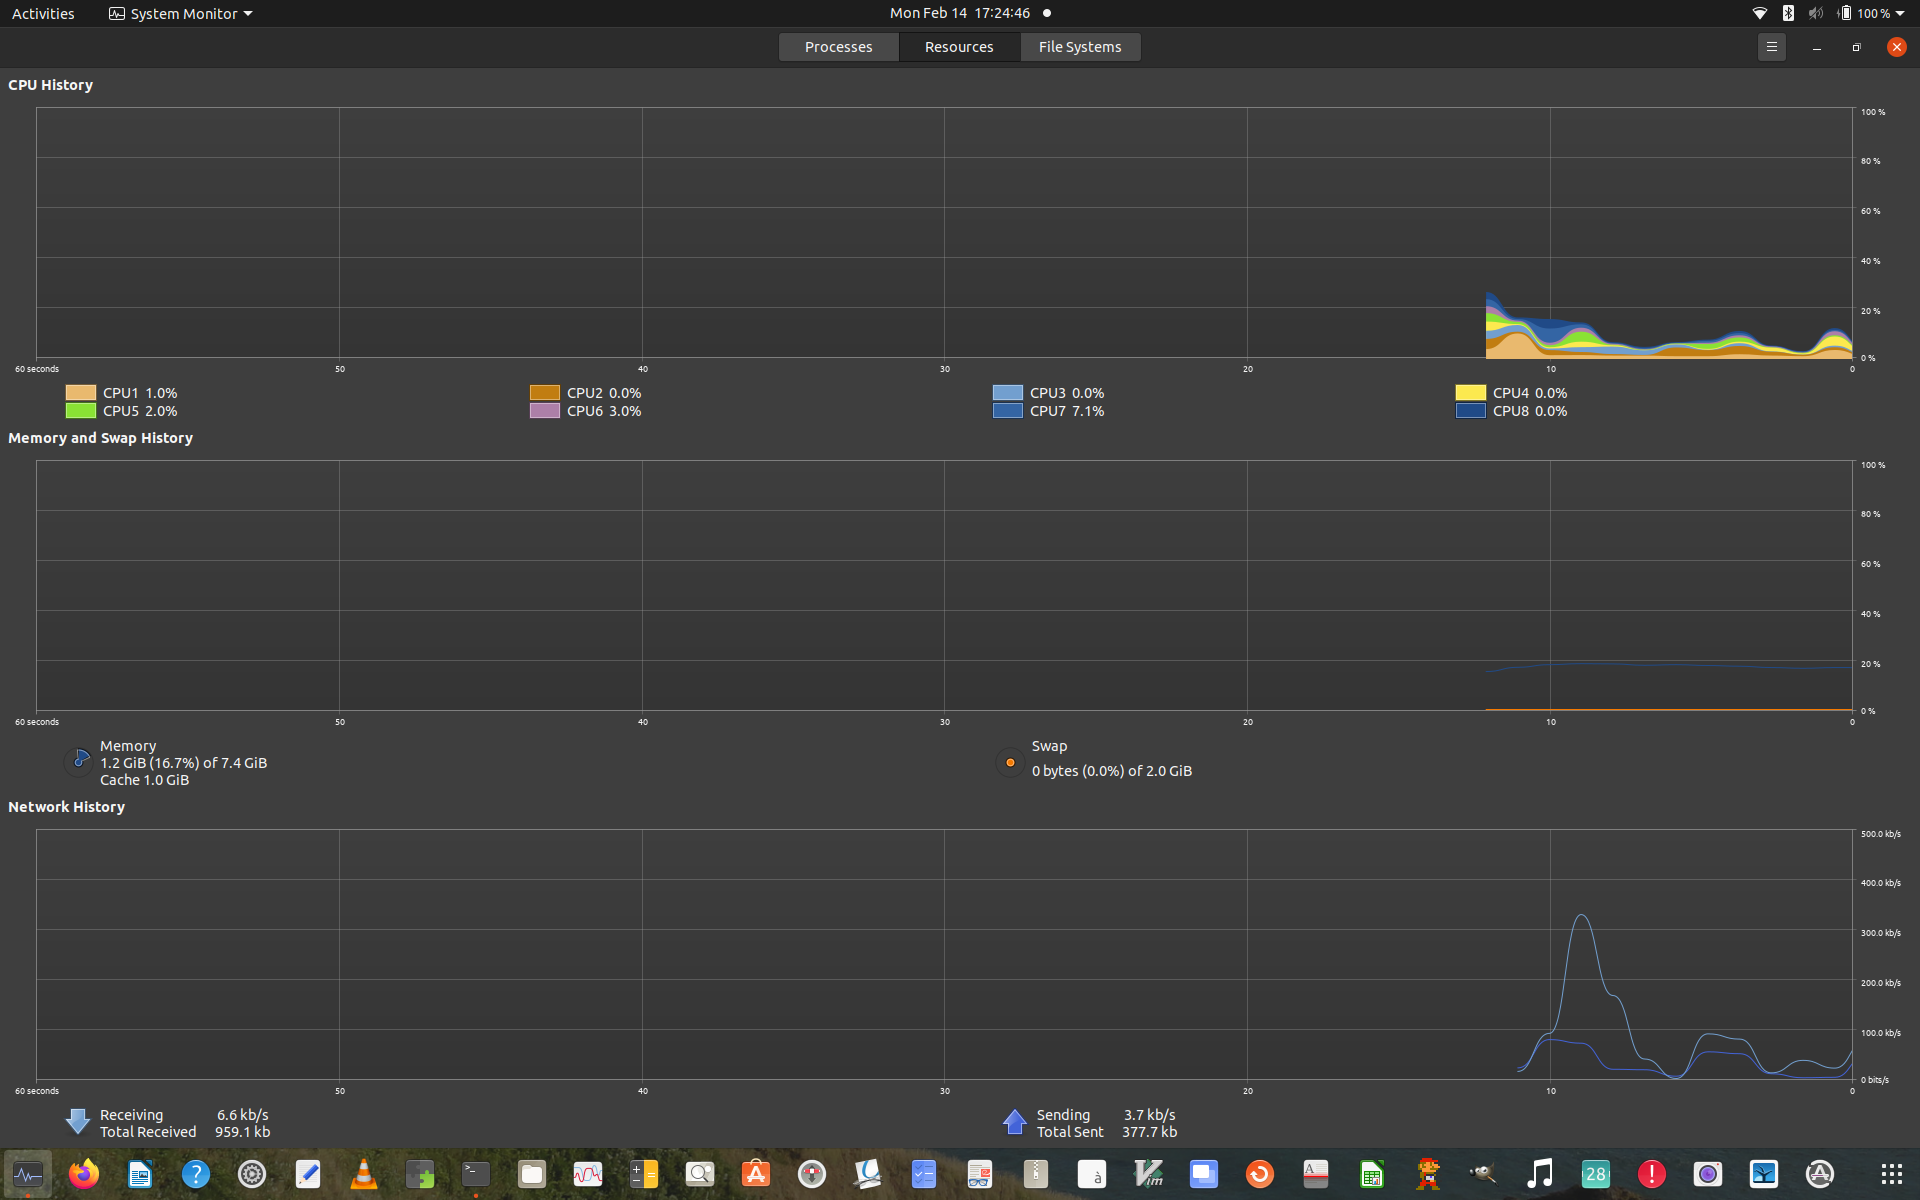 Activities System Monitor Mon Feb 14 17:24:46 100 %
Processes Resources File Systems
CPU History
100 %
80 %
60 %
40 %
20 %
0 %
60 seconds 50 40 30 20 10 0
CPU1 1.0% CPU2 0.0% CPU3 0.0% CPU4 0.0%
CPU5 2.0% CPU6 3.0% CPU7 7.1% CPU8 0.0%
Memory and Swap History
100 %
80 %
60 %
40 %
20 %
0 %
60 seconds 50 40 30 20 10 0
Memory
1.2 GiB (16.7%) of 7.4 GiB
Cache 1.0 GiB
Swap
0 bytes (0.0%) of 2.0 GiB
Network History
500.0 kb/s
400.0 kb/s
300.0 kb/s
200.0 kb/s
100.0 kb/s
0 bits/s
60 seconds 50 40 30 20 10 0
Receiving 6.6 kb/s
Total Received 959.1 kb
Sending 3.7 kb/s
Total Sent 377.7 kb
? >_ à Vim A 28 !